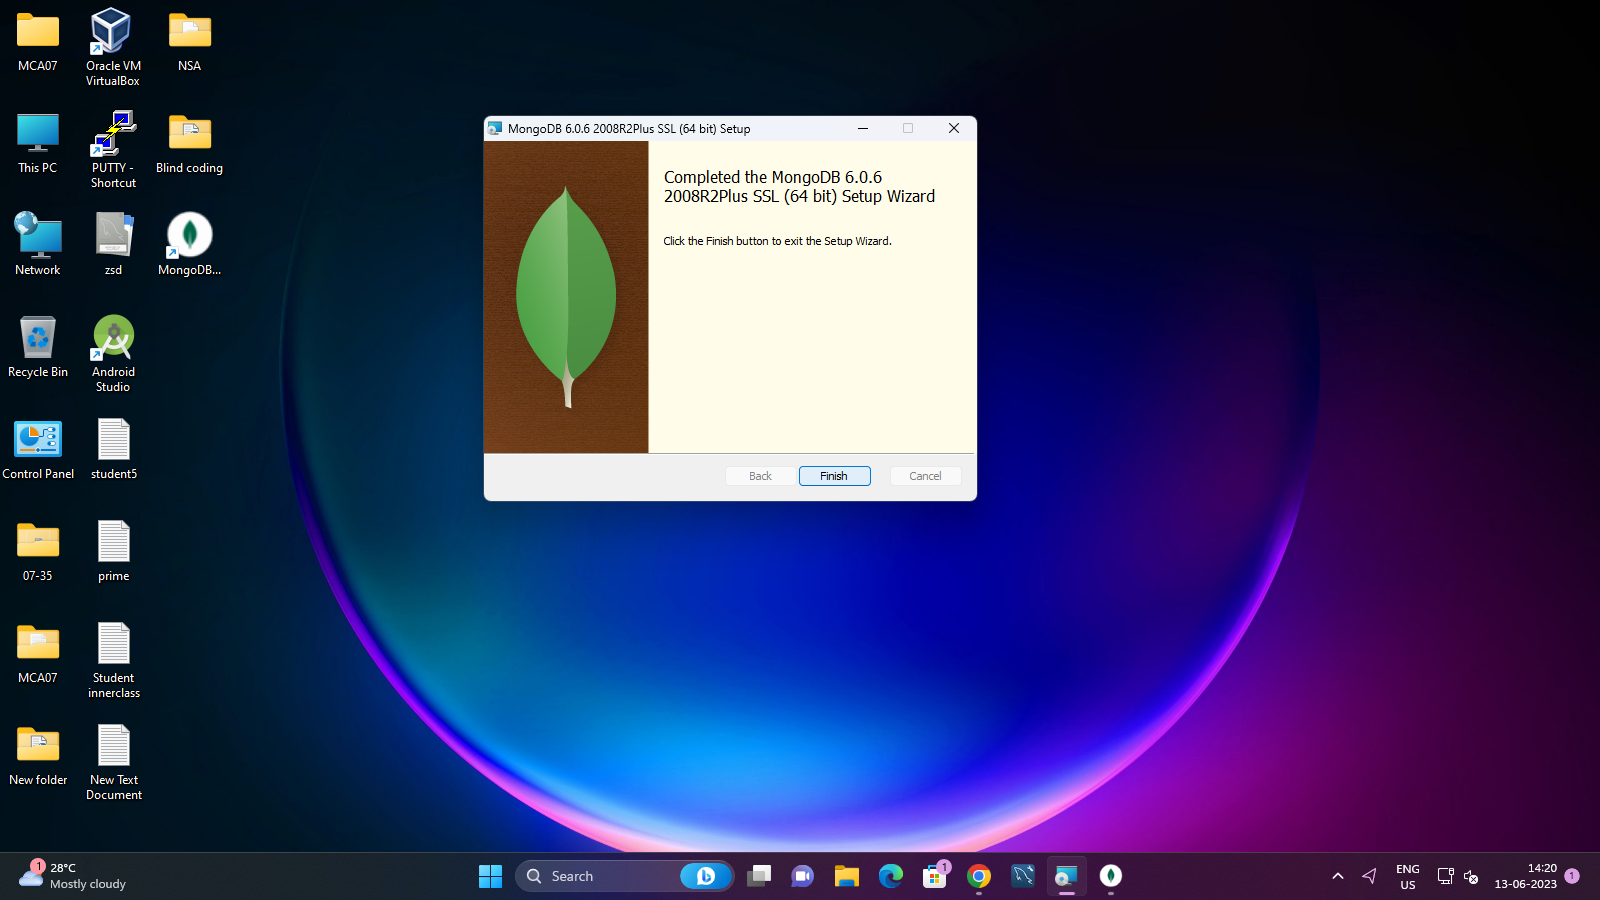 MCA07
Oracle VM
VirtualBox
NSA
This PC
PUTTY -
Shortcut
Blind coding
Network
zsd
MongoDB...
Recycle Bin
Android
Studio
Control Panel
student5
07-35
prime
MCA07
Student
innerclass
New folder
New Text
Document
MongoDB 6.0.6 2008R2Plus SSL (64 bit) Setup
Completed the MongoDB 6.0.6
2008R2Plus SSL (64 bit) Setup Wizard
Click the Finish button to exit the Setup Wizard.
Back
Finish
Cancel
1
28°C
Mostly cloudy
Search
1
ENG
US
14:20
13-06-2023
1